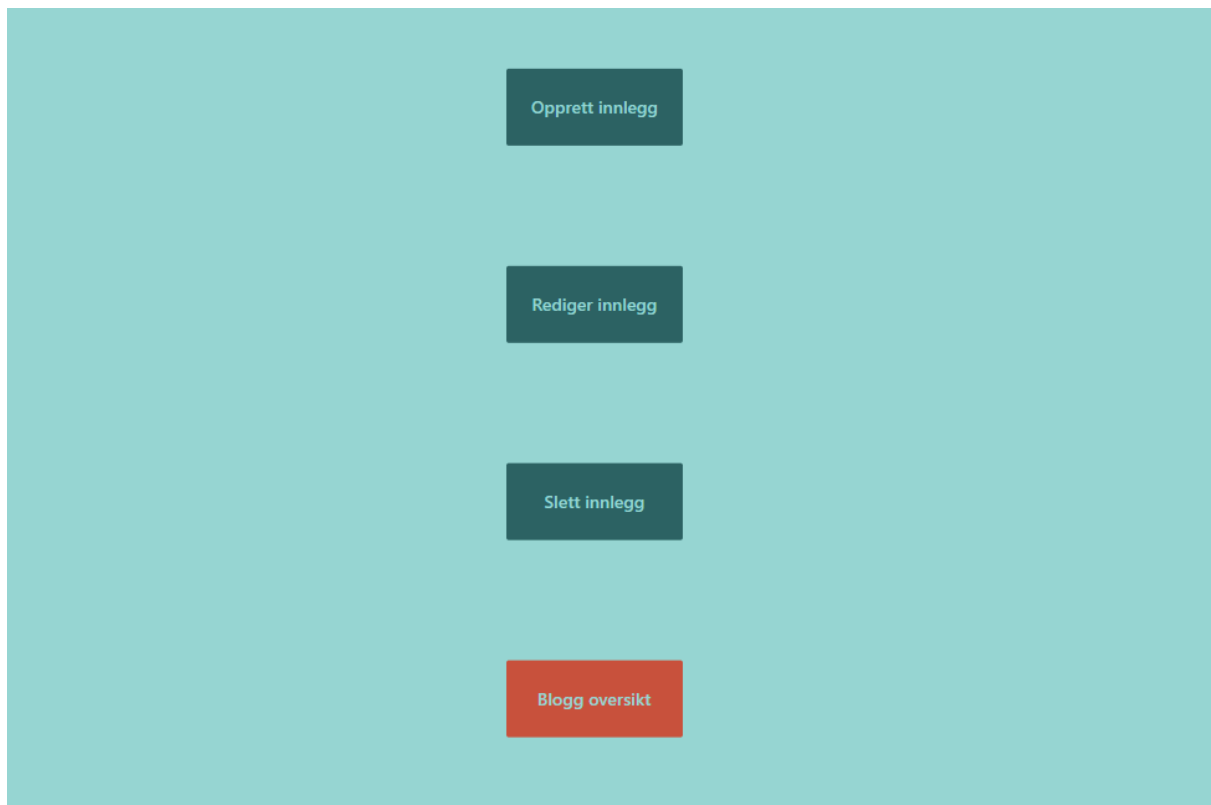 Opprett innlegg
Rediger innlegg
Slett innlegg
Blogg oversikt